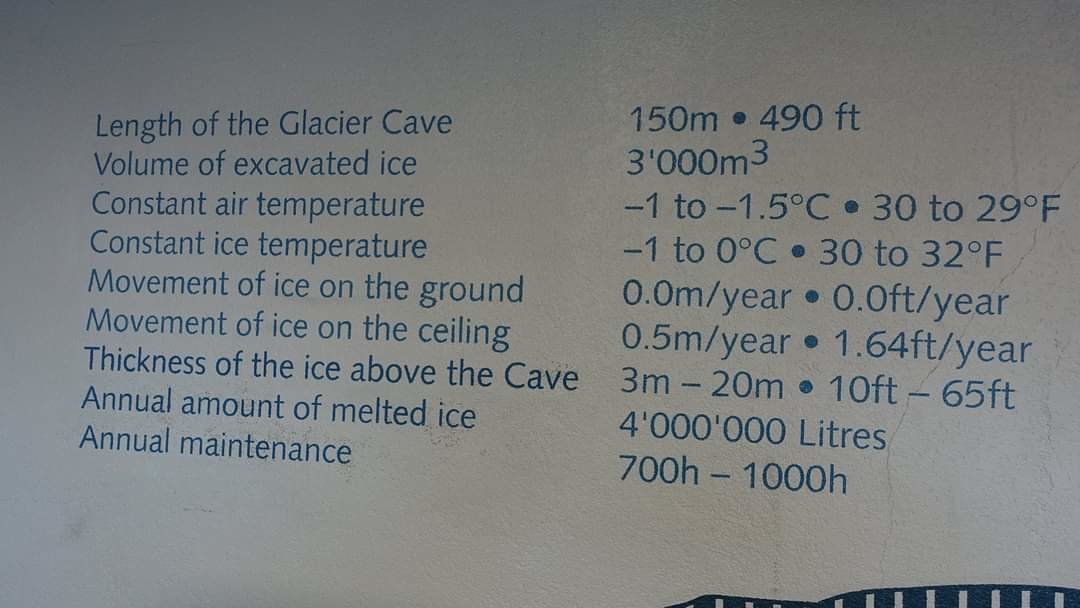 Length of the Glacier Cave 150m • 490 ft
Volume of excavated ice 3'000m³
Constant air temperature –1 to –1.5°C • 30 to 29°F
Constant ice temperature –1 to 0°C • 30 to 32°F
Movement of ice on the ground 0.0m/year • 0.0ft/year
Movement of ice on the ceiling 0.5m/year • 1.64ft/year
Thickness of the ice above the Cave 3m – 20m • 10ft – 65ft
Annual amount of melted ice 4'000'000 Litres
Annual maintenance 700h – 1000h